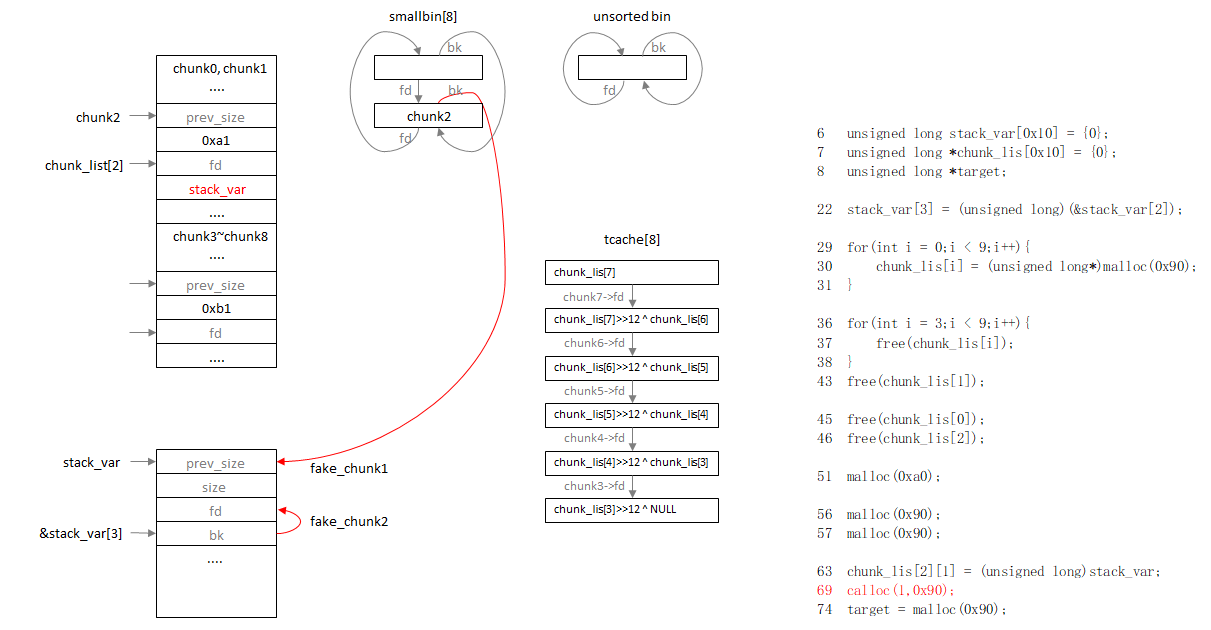 smallbin[8]
bk
fd
bk
chunk2
fd
unsorted bin
bk
fd
chunk0, chunk1
....
chunk2
prev_size
0xa1
chunk_list[2]
fd
stack_var
....
chunk3~chunk8
....
prev_size
0xb1
fd
....
stack_var
prev_size
fake_chunk1
size
fd
fake_chunk2
&stack_var[3]
bk
....
tcache[8]
chunk_lis[7]
chunk7->fd
chunk_lis[7]>>12 ^ chunk_lis[6]
chunk6->fd
chunk_lis[6]>>12 ^ chunk_lis[5]
chunk5->fd
chunk_lis[5]>>12 ^ chunk_lis[4]
chunk4->fd
chunk_lis[4]>>12 ^ chunk_lis[3]
chunk3->fd
chunk_lis[3]>>12 ^ NULL
6 unsigned long stack_var[0x10] = {0};
7 unsigned long *chunk_lis[0x10] = {0};
8 unsigned long *target;
22 stack_var[3] = (unsigned long)(&stack_var[2]);
29 for(int i = 0;i < 9;i++){
30 chunk_lis[i] = (unsigned long*)malloc(0x90);
31 }
36 for(int i = 3;i < 9;i++){
37 free(chunk_lis[i]);
38 }
43 free(chunk_lis[1]);
45 free(chunk_lis[0]);
46 free(chunk_lis[2]);
51 malloc(0xa0);
56 malloc(0x90);
57 malloc(0x90);
63 chunk_lis[2][1] = (unsigned long)stack_var;
69 calloc(1,0x90);
74 target = malloc(0x90);